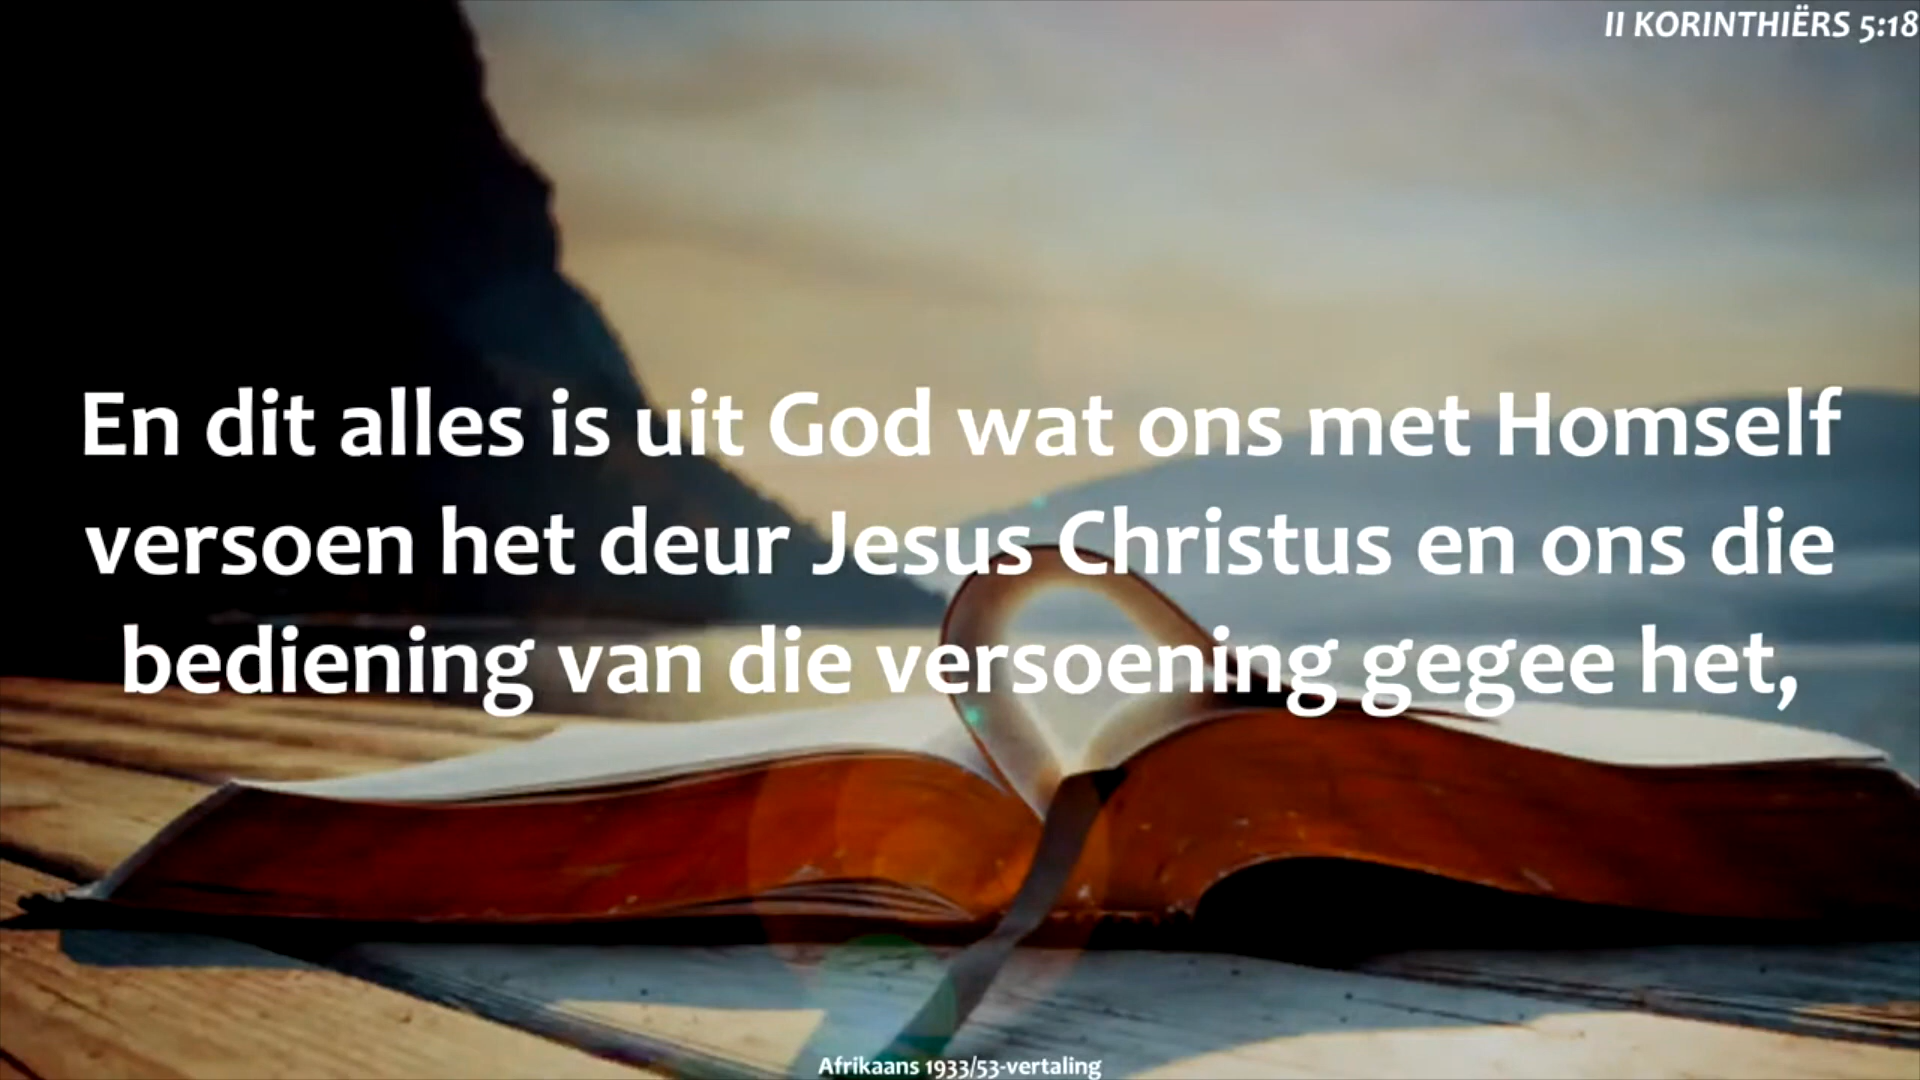 II KORINTHIËRS 5:18
En dit alles is uit God wat ons met Homself
versoen het deur Jesus Christus en ons die
bediening van die versoening gegee het,
Afrikaans 1933/53-vertaling